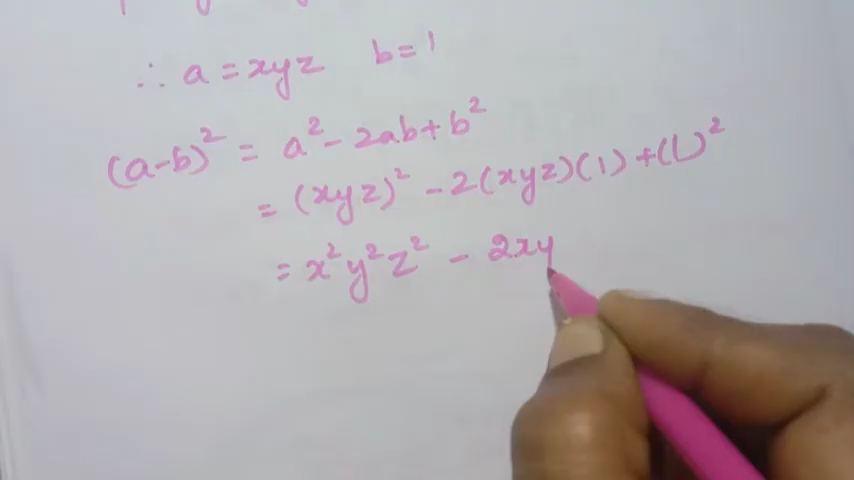 ∴ a = xyz b = 1
(a-b)² = a² - 2ab + b²
= (xyz)² - 2(xyz)(1) + (1)²
= x²y²z² - 2xy